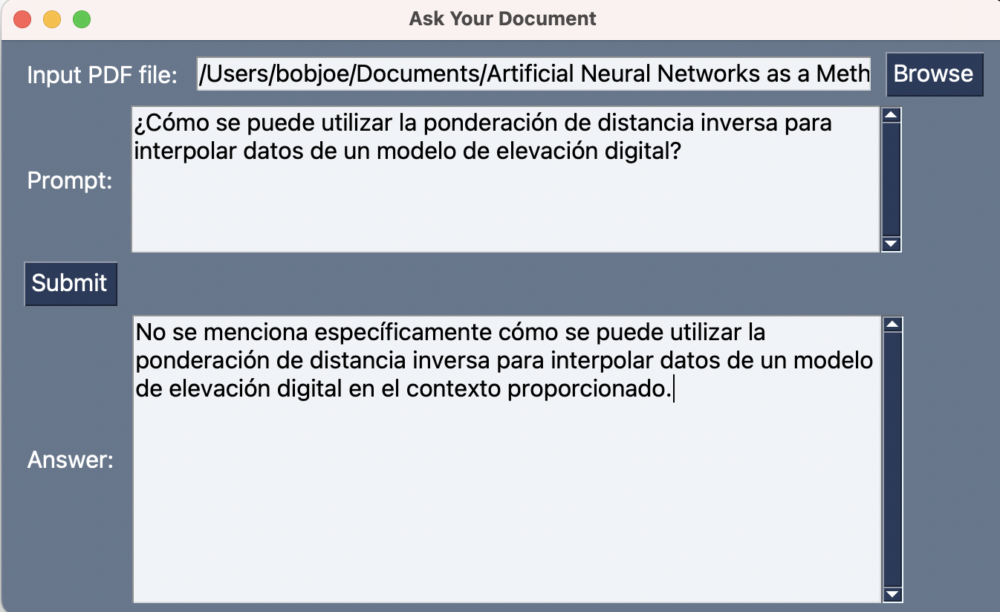 Ask Your Document
Input PDF file: /Users/bobjoe/Documents/Artificial Neural Networks as a Meth Browse
¿Cómo se puede utilizar la ponderación de distancia inversa para
interpolar datos de un modelo de elevación digital?
Prompt:
Submit
No se menciona específicamente cómo se puede utilizar la
ponderación de distancia inversa para interpolar datos de un modelo
de elevación digital en el contexto proporcionado.
Answer: